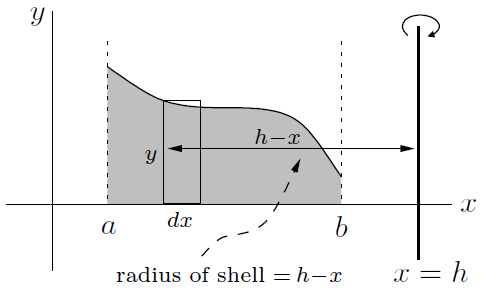 y
h−x
y
x
a
dx
b
radius of shell = h−x
x = h